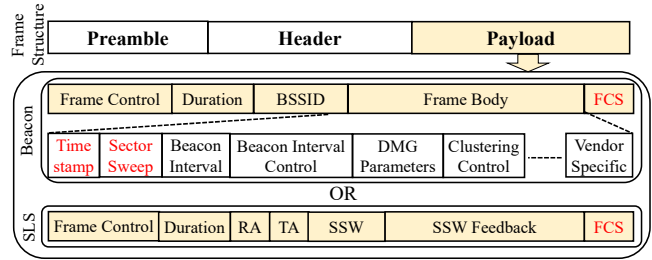 Frame Structure
Preamble Header Payload
Beacon
Frame Control Duration BSSID Frame Body FCS
Time stamp Sector Sweep Beacon Interval Beacon Interval Control DMG Parameters Clustering Control Vendor Specific
OR
SLS
Frame Control Duration RA TA SSW SSW Feedback FCS